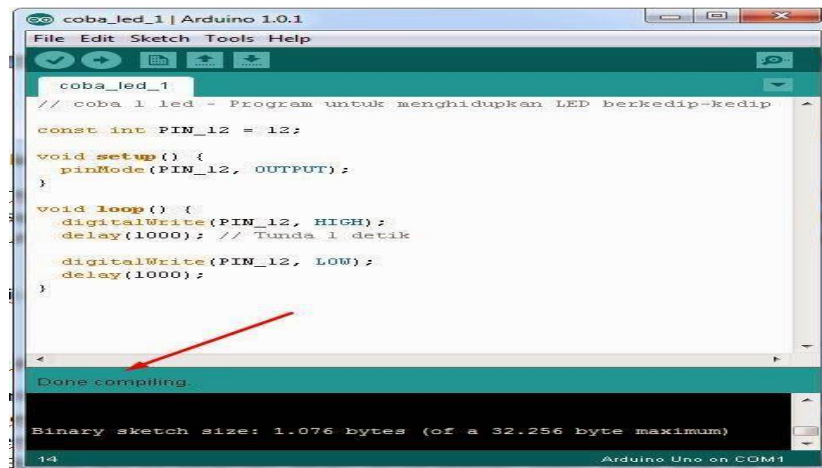 coba_led_1 | Arduino 1.0.1
File Edit Sketch Tools Help
coba_led_1
// coba 1 led - Program untuk menghidupkan LED berkedip-kedip
const int PIN_12 = 12;
void setup() {
pinMode(PIN_12, OUTPUT);
}
void loop() {
digitalWrite(PIN_12, HIGH);
delay(1000); // Tunda 1 detik
digitalWrite(PIN_12, LOW);
delay(1000);
}
Done compiling.
Binary sketch size: 1.076 bytes (of a 32.256 byte maximum)
14
Arduino Uno on COM1